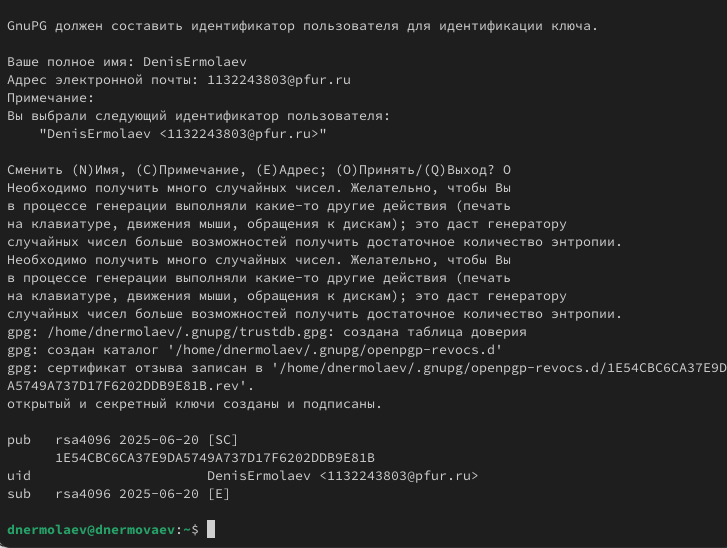 GnuPG должен составить идентификатор пользователя для идентификации ключа.
Ваше полное имя: DenisErmolaev
Адрес электронной почты: 1132243803@pfur.ru
Примечание:
Вы выбрали следующий идентификатор пользователя:
"DenisErmolaev <1132243803@pfur.ru>"
Сменить (N)Имя, (C)Примечание, (E)Адрес; (O)Принять/(Q)Выход? O
Необходимо получить много случайных чисел. Желательно, чтобы Вы
в процессе генерации выполняли какие-то другие действия (печать
на клавиатуре, движения мыши, обращения к дискам); это даст генератору
случайных чисел больше возможностей получить достаточное количество энтропии.
Необходимо получить много случайных чисел. Желательно, чтобы Вы
в процессе генерации выполняли какие-то другие действия (печать
на клавиатуре, движения мыши, обращения к дискам); это даст генератору
случайных чисел больше возможностей получить достаточное количество энтропии.
gpg: /home/dnermolaev/.gnupg/trustdb.gpg: создана таблица доверия
gpg: создан каталог '/home/dnermolaev/.gnupg/openpgp-revocs.d'
gpg: сертификат отзыва записан в '/home/dnermolaev/.gnupg/openpgp-revocs.d/1E54CBC6CA37E9D
A5749A737D17F6202DDB9E81B.rev'.
открытый и секретный ключи созданы и подписаны.
pub   rsa4096 2025-06-20 [SC]
1E54CBC6CA37E9DA5749A737D17F6202DDB9E81B
uid                      DenisErmolaev <1132243803@pfur.ru>
sub   rsa4096 2025-06-20 [E]
dnermolaev@dnermovaev:~$